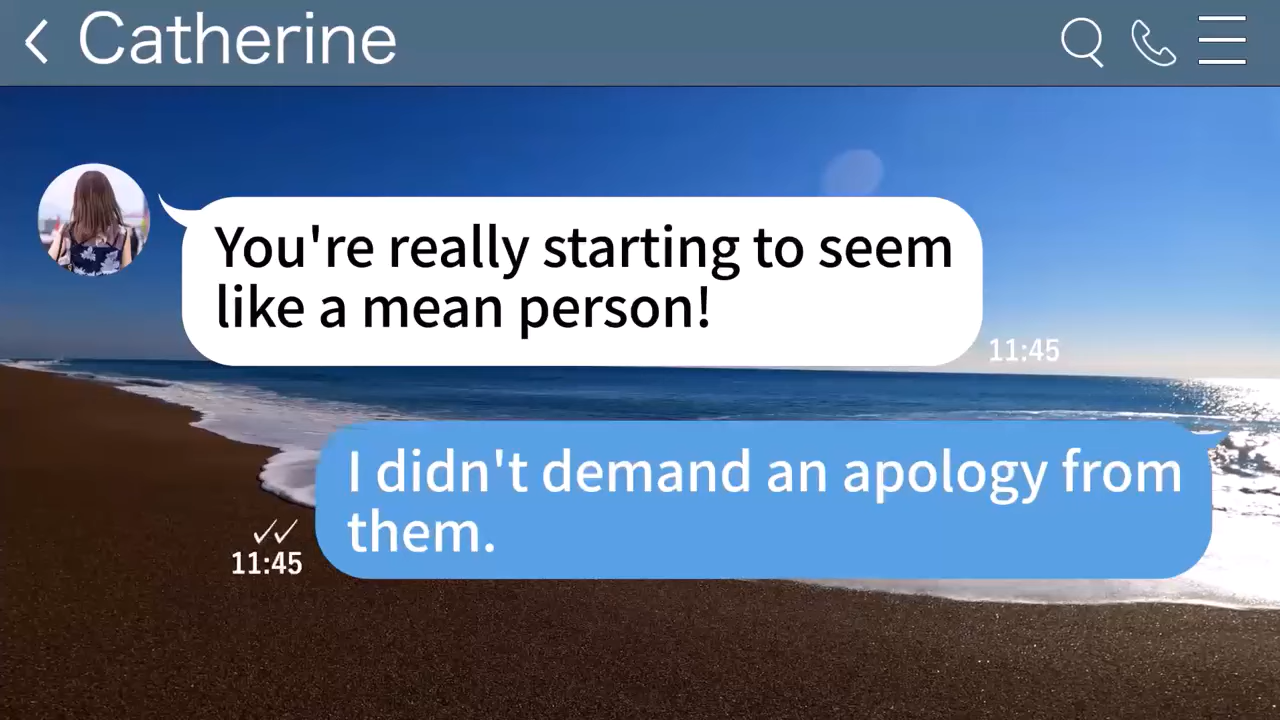 Catherine
You're really starting to seem
like a mean person!
11:45
I didn't demand an apology from
them.
11:45